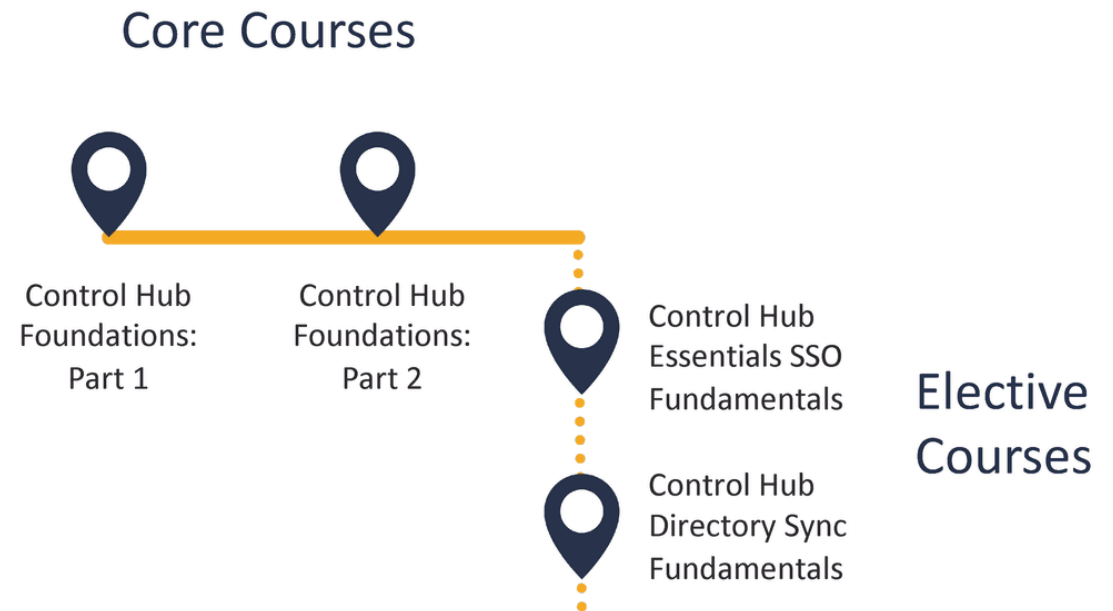 Core Courses
Control Hub
Foundations:
Part 1
Control Hub
Foundations:
Part 2
Control Hub
Essentials SSO
Fundamentals
Elective
Courses
Control Hub
Directory Sync
Fundamentals